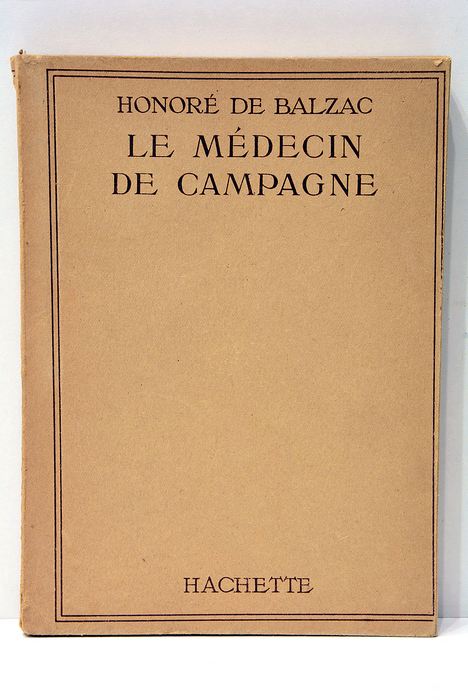 HONORÉ DE BALZAC
LE MÉDECIN
DE CAMPAGNE
HACHETTE